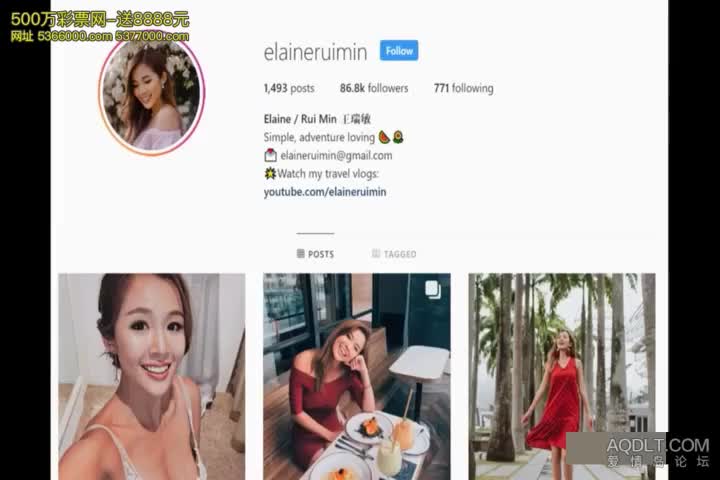 500万彩票网-送8888元
网址 5366000.com 5377000.com
elaineruimin Follow
1,493 posts 86.8k followers 771 following
Elaine / Rui Min 王瑞敏
Simple, adventure loving 🍉🌻
💌 elaineruimin@gmail.com
💥Watch my travel vlogs:
youtube.com/elaineruimin
POSTS TAGGED
AQDLT.COM
爱情岛论坛